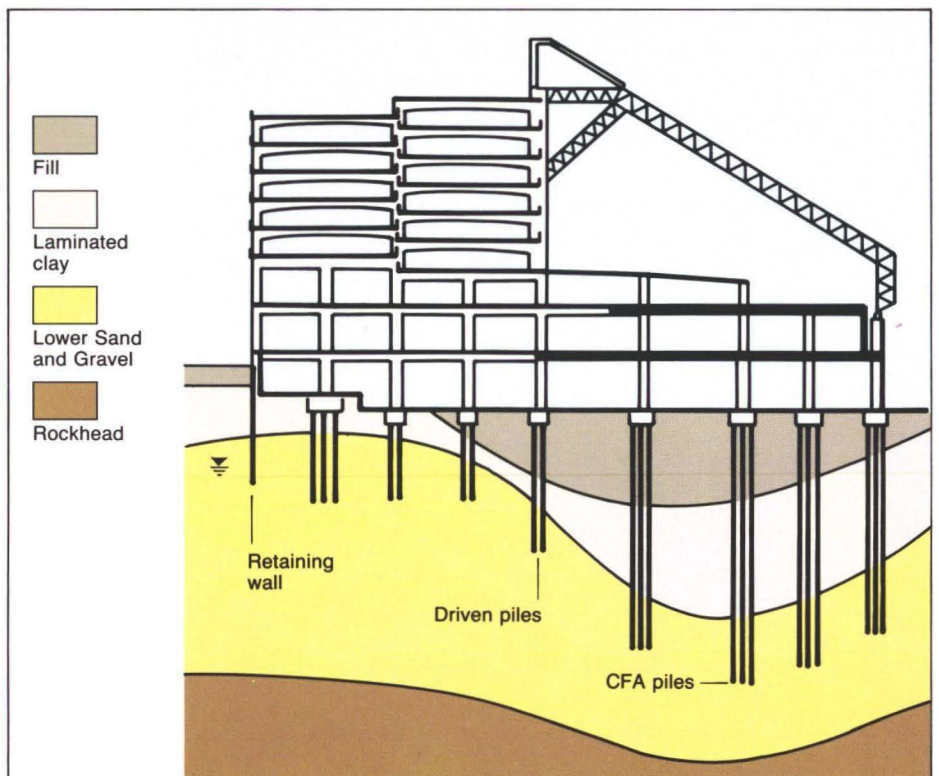 Fill
Laminated
clay
Lower Sand
and Gravel
Rockhead
Retaining
wall
Driven piles
CFA piles